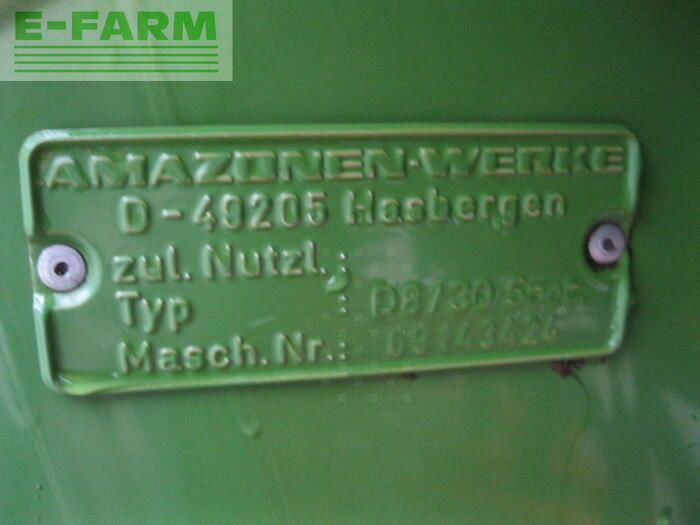 E-FARM
AMAZONEN-WERKE
D-49205 Hasbergen
zul. Nutzl.:
Typ :
Masch. Nr.: